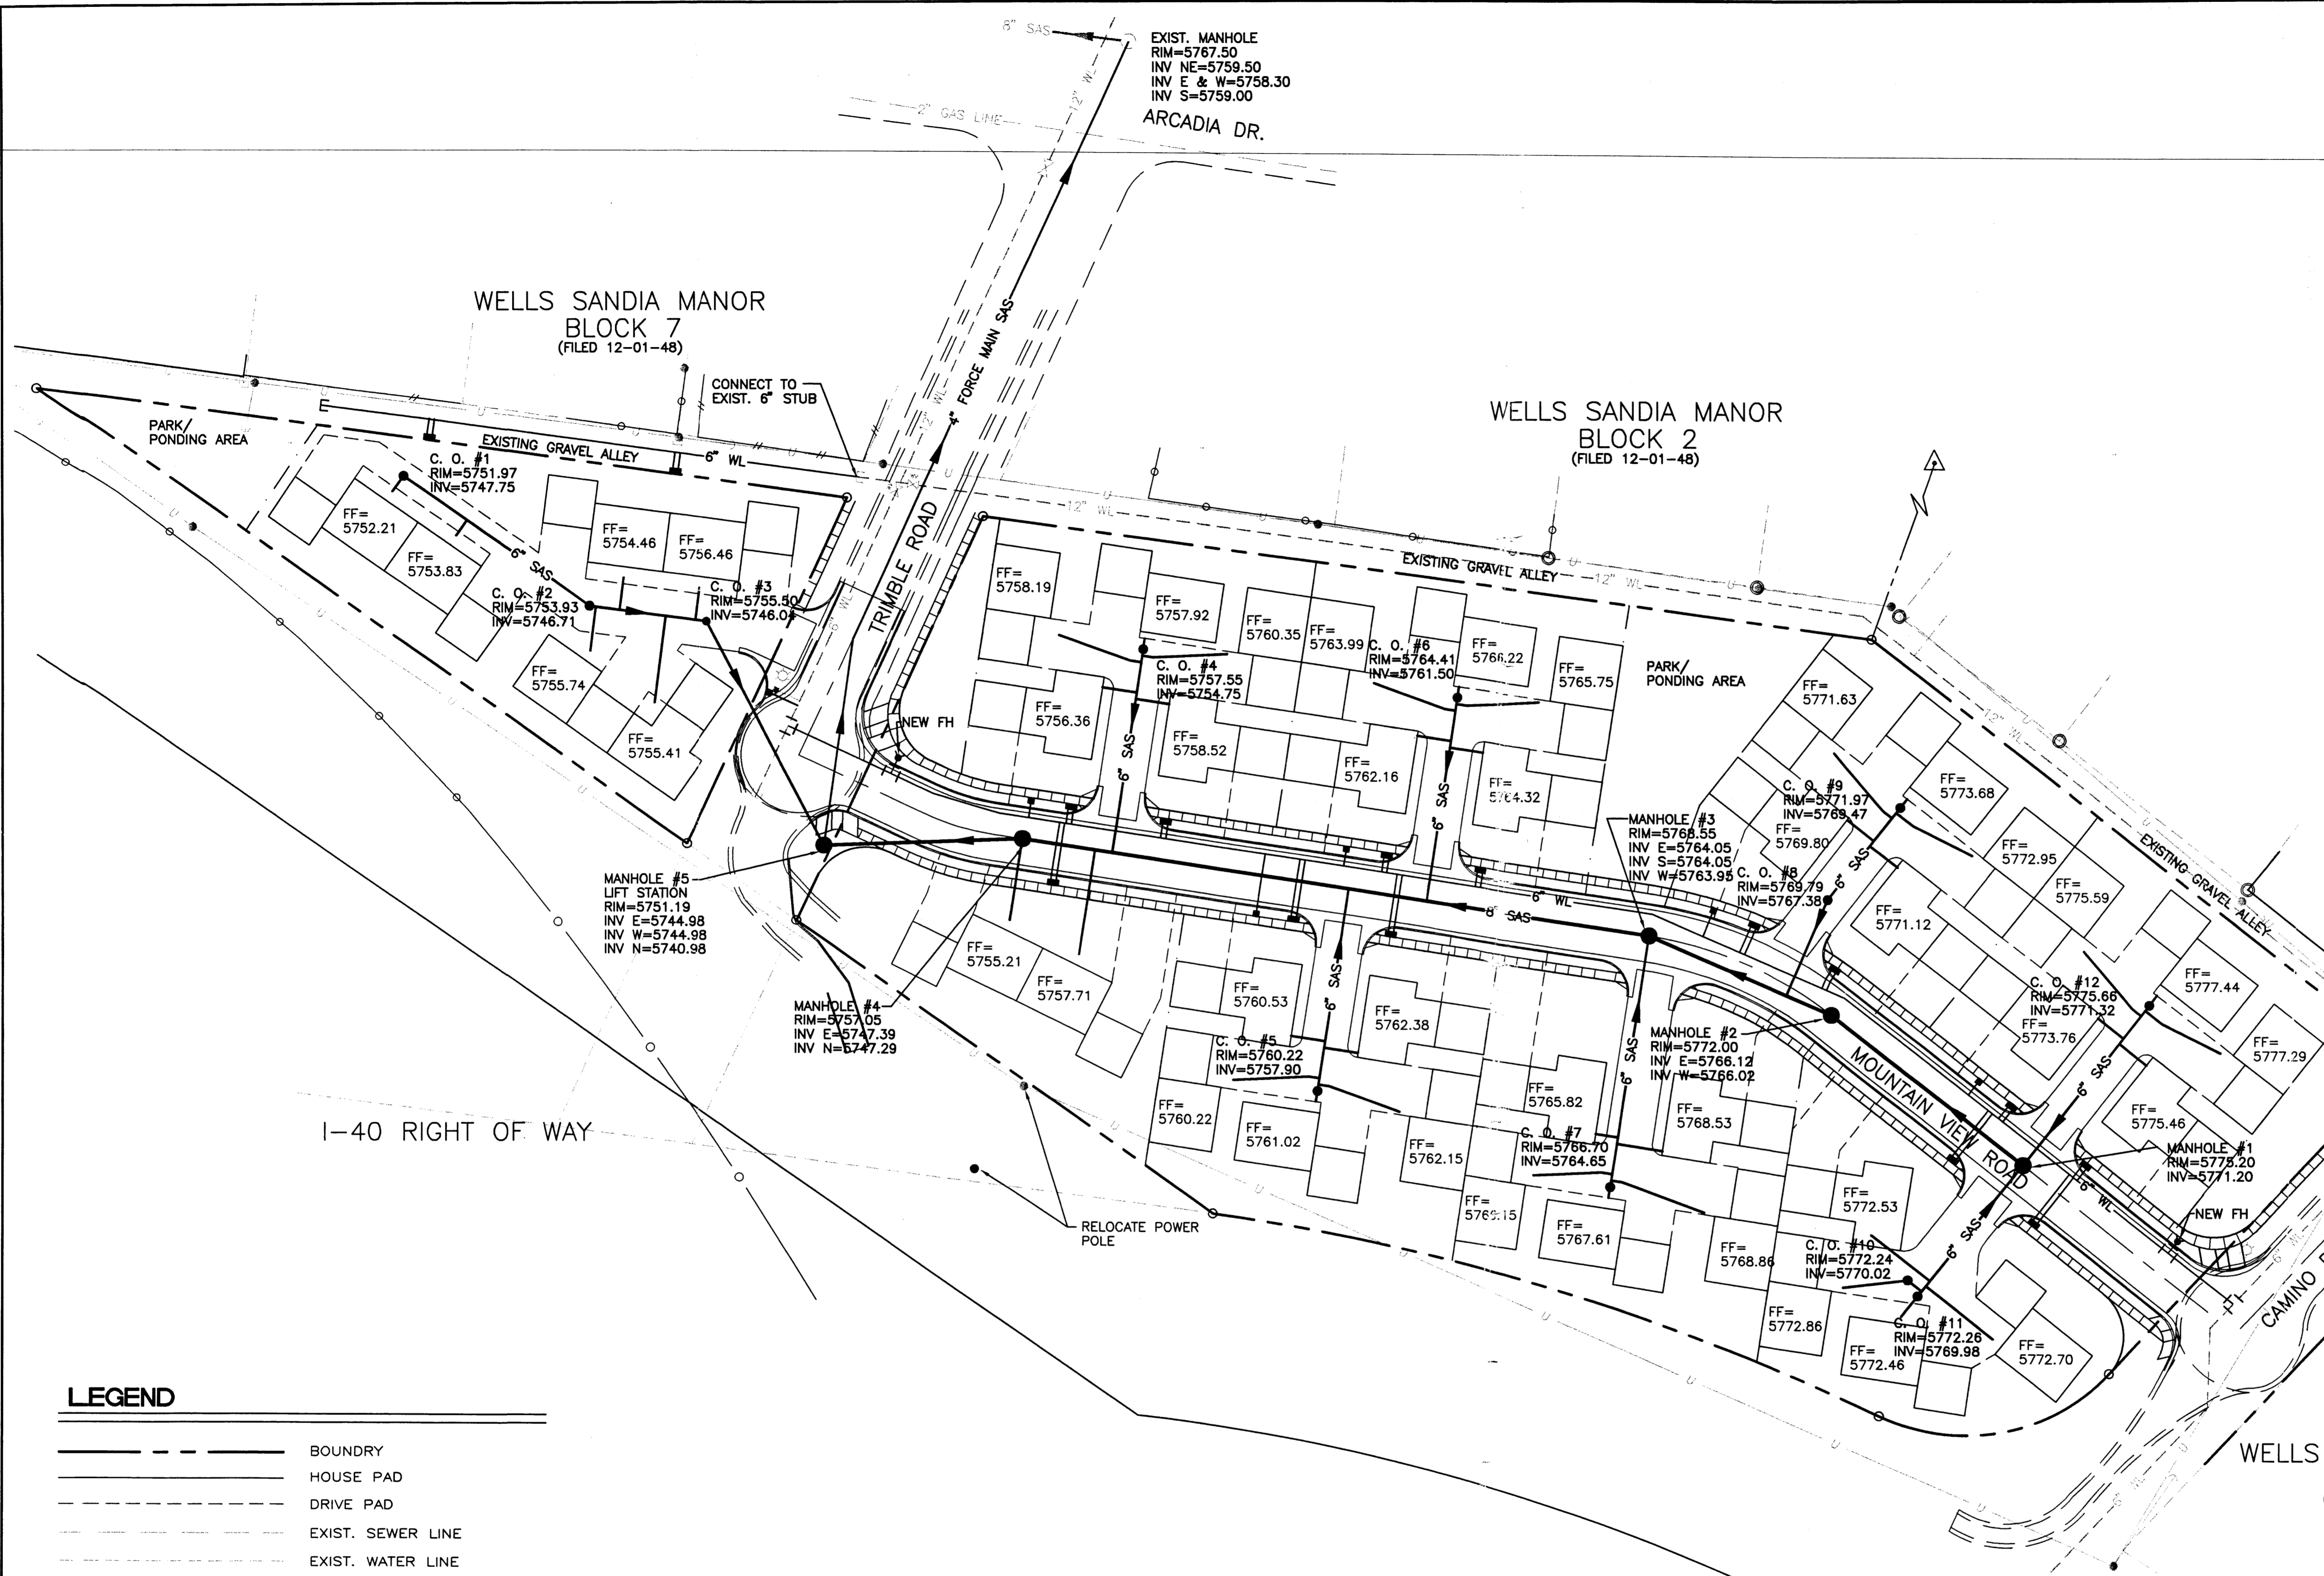 8" SAS
EXIST. MANHOLE
RIM=5767.50
INV NE=5759.50
INV E & W=5758.30
INV S=5759.00
ARCADIA DR.
12" WL
2" GAS LINE
WELLS SANDIA MANOR
BLOCK 7
(FILED 12-01-48)
4" FORCE MAIN SAS
12" WL
CONNECT TO
EXIST. 6" STUB
WELLS SANDIA MANOR
BLOCK 2
(FILED 12-01-48)
PARK/
PONDING AREA
EXISTING GRAVEL ALLEY
6" WL
C. O. #1
RIM=5751.97
INV=5747.75
FF=
5752.21
FF=
5753.83
FF=
5754.46
FF=
5756.46
6" SAS
C. O. #2
RIM=5753.93
INV=5746.71
C. O. #3
RIM=5755.50
INV=5746.04
FF=
5755.74
FF=
5755.41
6" WL
TRIMBLE ROAD
12" WL
EXISTING GRAVEL ALLEY
12" WL
FF=
5758.19
FF=
5757.92
FF=
5760.35
FF=
5763.99
C. O. #6
RIM=5764.41
INV=5761.50
FF=
5766.22
FF=
5765.75
PARK/
PONDING AREA
C. O. #4
RIM=5757.55
INV=5754.75
FF=
5756.36
NEW FH
6" SAS
FF=
5758.52
FF=
5762.16
6" SAS
FF=
5764.32
FF=
5771.63
12" WL
FF=
5773.68
C. O. #9
RIM=5771.97
INV=5769.47
FF=
5769.80
FF=
5772.95
FF=
5775.59
EXISTING GRAVEL ALLEY
MANHOLE #3
RIM=5768.55
INV E=5764.05
INV S=5764.05
INV W=5763.95
C. O. #8
RIM=5769.79
INV=5767.38
6" SAS
FF=
5771.12
6" WL
8" SAS
MANHOLE #5
LIFT STATION
RIM=5751.19
INV E=5744.98
INV W=5744.98
INV N=5740.98
FF=
5755.21
FF=
5757.71
MANHOLE #4
RIM=5757.05
INV E=5747.39
INV N=5747.29
FF=
5760.53
6" SAS
FF=
5762.38
C. O. #5
RIM=5760.22
INV=5757.90
FF=
5760.22
FF=
5761.02
FF=
5762.15
FF=
5765.82
6" SAS
FF=
5768.53
MANHOLE #2
RIM=5772.00
INV E=5766.12
INV W=5766.02
MOUNTAIN VIEW ROAD
C. O. #12
RIM=5775.66
INV=5771.32
FF=
5773.76
FF=
5777.44
FF=
5777.29
6" SAS
FF=
5775.46
MANHOLE #1
RIM=5775.20
INV=5771.20
NEW FH
6" WL
6" WL
CAMINO
C. O. #7
RIM=5766.70
INV=5764.65
FF=
FF=
5767.61
FF=
5768.86
FF=
5772.53
C. O. #10
RIM=5772.24
INV=5770.02
6" SAS
FF=
5772.86
FF=
5772.46
C. O. #11
RIM=5772.26
INV=5769.98
FF=
5772.70
I-40 RIGHT OF WAY
RELOCATE POWER
POLE
WELLS
6" WL
LEGEND
BOUNDRY
HOUSE PAD
DRIVE PAD
EXIST. SEWER LINE
EXIST. WATER LINE